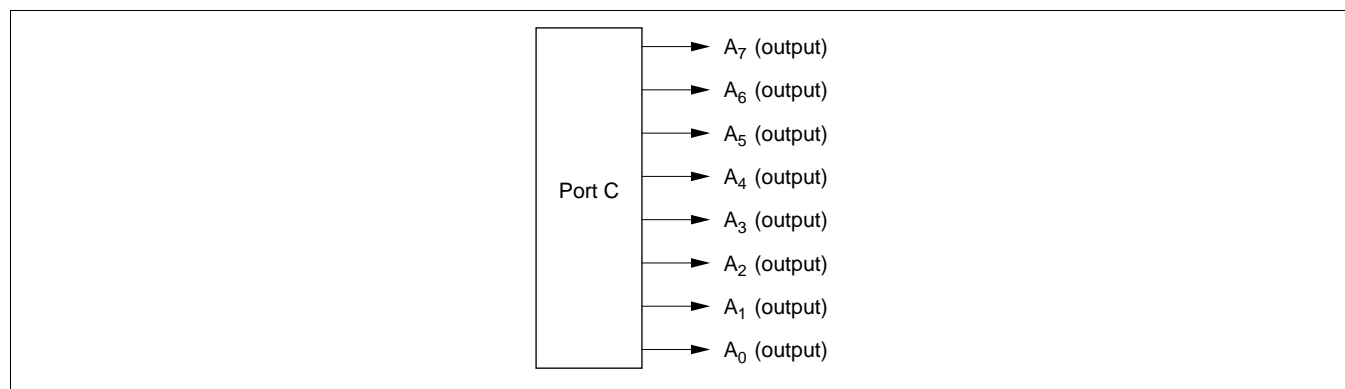 A₇ (output)
A₆ (output)
A₅ (output)
A₄ (output)
Port C
A₃ (output)
A₂ (output)
A₁ (output)
A₀ (output)